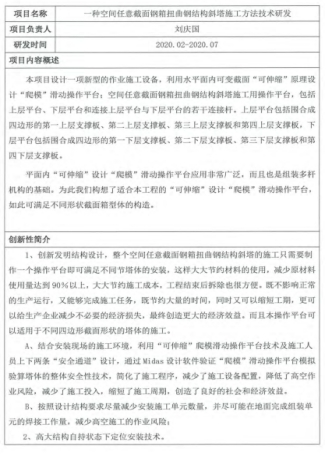 项目名称 一种空间任意截面钢箱扭曲钢结构斜塔施工方法技术研发
项目负责人 刘庆国
研发时间 2020.02-2020.07
项目内容概述
本项目设计一项新型的作业施工设备，利用水平面内可变截面“可伸缩”原理设
计“爬模”滑动操作平台；空间任意截面钢箱扭曲钢结构斜塔施工用操作平台，包括
上层平台、下层平台和连接上层平台与下层平台的若干连接杆。上层平台包括围合成
四边形的第一上层支撑板、第二上层支撑板、第三上层支撑板和第四上层支撑板，下
层平台包括围合成四边形的第一下层支撑板、第二下层支撑板、第三下层支撑板和第
四下层支撑板。
平面内“可伸缩”设计“爬模”滑动操作平台应用非常广泛，而且也是组装多杆
机构的基础，为此我们构想了适合本工程的“可伸缩”设计“爬模”滑动操作平台，
如此可满足不同形状截面箱型体的构造。
创新性简介
1、创新发明结构设计，整个空间任意截面钢箱扭曲钢结构斜塔的施工只需要制
作一个操作平台即可满足不同节塔体的安装，这样大大节约材料的使用，减少原材料
使用量达到 90%以上，大大节约施工成本，工程结束后拆除也很方便。既不影响正常
的生产运行，又能够完成施工任务，既节约大量的时间，同时又可以缩短工期，更可
以给生产企业减少不必要的经济损失，最终创造更大的经济效益。而且本操作平台可
以适用于不同四边形截面形状的塔体的施工。
A、结合安装现场的施工环境，利用“可伸缩”爬模滑动操作平台技术及施工人
员上下两条“安全通道”设计，通过 Midas 设计软件验证“爬模”滑动操作平台模拟
验算塔体的整体安全性技术，简化了施工程序，减少了施工设备配置，降低了高空作
业风险，减少了施工投入，缩短了施工周期，创造了良好的社会和经济效益。
B、按照设计结构要求尽量减少安装施工单元数量，并尽可能在地面完成组装单
元的焊接工作量，减少高空施工的作业风险；
2、高大结构自持状态下定位安装技术。